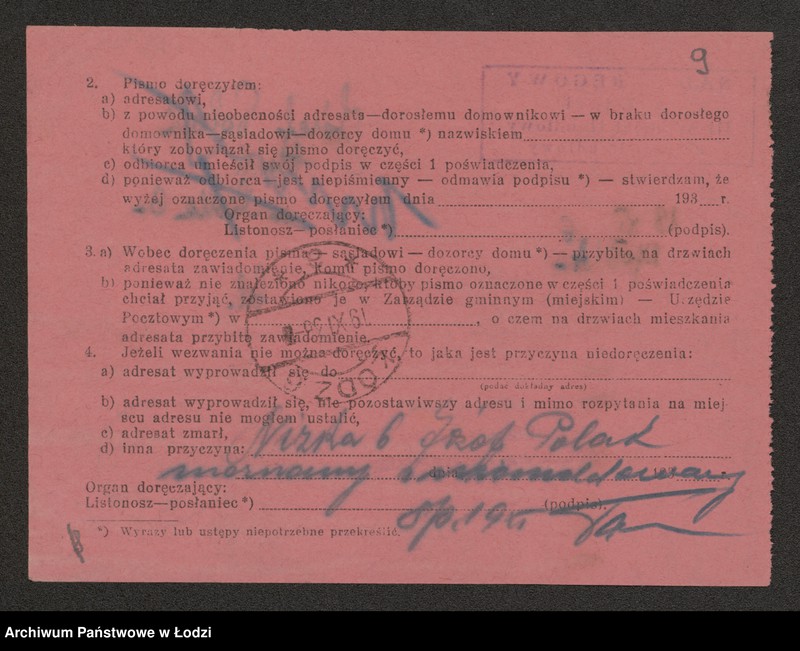 9
2. Pismo doręczyłem:
a) adresatowi,
b) z powodu nieobecności adresata—dorosłemu domownikowi — w braku dorosłego
domownika—sąsiadowi—dozorcy domu *) nazwiskiem
który zobowiązał się pismo doręczyć,
c) odbiorca umieścił swój podpis w części 1 poświadczenia,
d) ponieważ odbiorca—jest niepiśmienny — odmawia podpisu *) — stwierdzam, że
wyżej oznaczone pismo doręczyłem dnia 193 r.
Organ doręczający:
Listonosz—posłaniec *) (podpis).
3. a) Wobec doręczenia pisma — sąsiadowi — dozorcy domu *) — przybito na drzwiach
adresata zawiadomienie, komu pismo doręczono,
b) ponieważ nie znaleziono nikogo, któby pismo oznaczone w części 1 poświadczenia
chciał przyjąć, zostawiono je w Zarządzie gminnym (miejskim) — Urzędzie
Pocztowym *) w , o czem na drzwiach mieszkania
adresata przybito zawiadomienie.
4. Jeżeli wezwania nie można doręczyć, to jaka jest przyczyna niedoręczenia:
a) adresat wyprowadził się do
(podać dokładny adres)
b) adresat wyprowadził się, nie pozostawiwszy adresu i mimo rozpytania na miej-
scu adresu nie mogłem ustalić,
c) adresat zmarł,
d) inna przyczyna: Nizka 6 Polak
Organ doręczający:
Listonosz—posłaniec *) (podpis).
*) Wyrazy lub ustępy niepotrzebne przekreślić.
ŁÓDŹ
Archiwum Państwowe w Łodzi